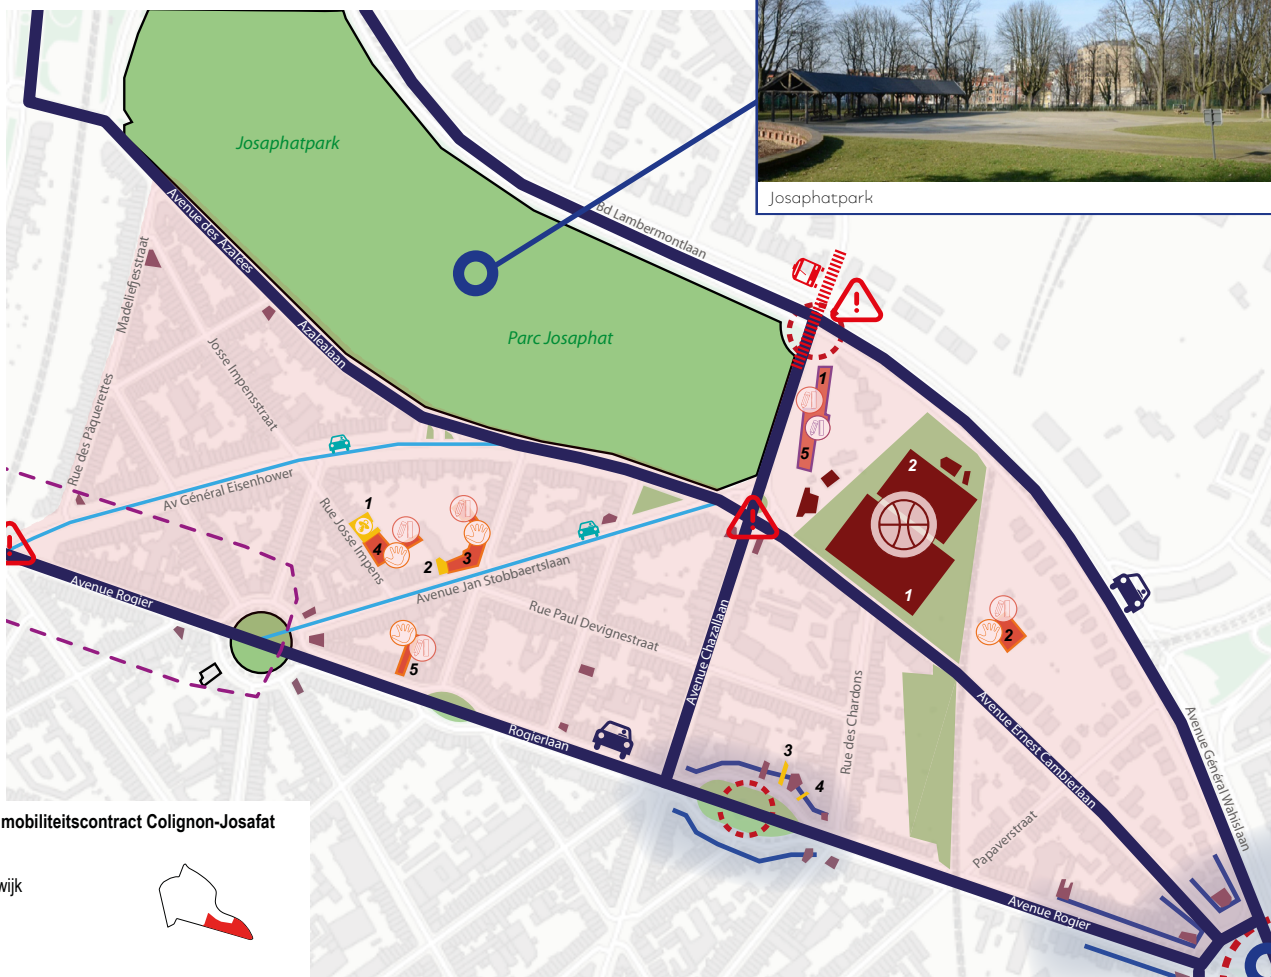 Josaphatpark
Josaphatpark
Bd Lambermontlaan
Avenue des Azalées
Madeliefjesstraat
Azalealaan
Parc Josaphat
Josse Impensstraat
Rue des Pâquerettes
Av Général Eisenhower
Rue Josse Impens
1
4
2
3
5
Avenue Jan Stobbaertslaan
Rue Paul Devignestraat
Avenue Rogier
Rogierlaan
Avenue Chazallaan
1
5
2
1
2
Rue des Chardons
3
4
Avenue Ernest Cambierlaan
Avenue Général Wahislaan
Papaverstraat
Avenue Rogier
mobiliteitscontract Colignon-Josafat
wijk